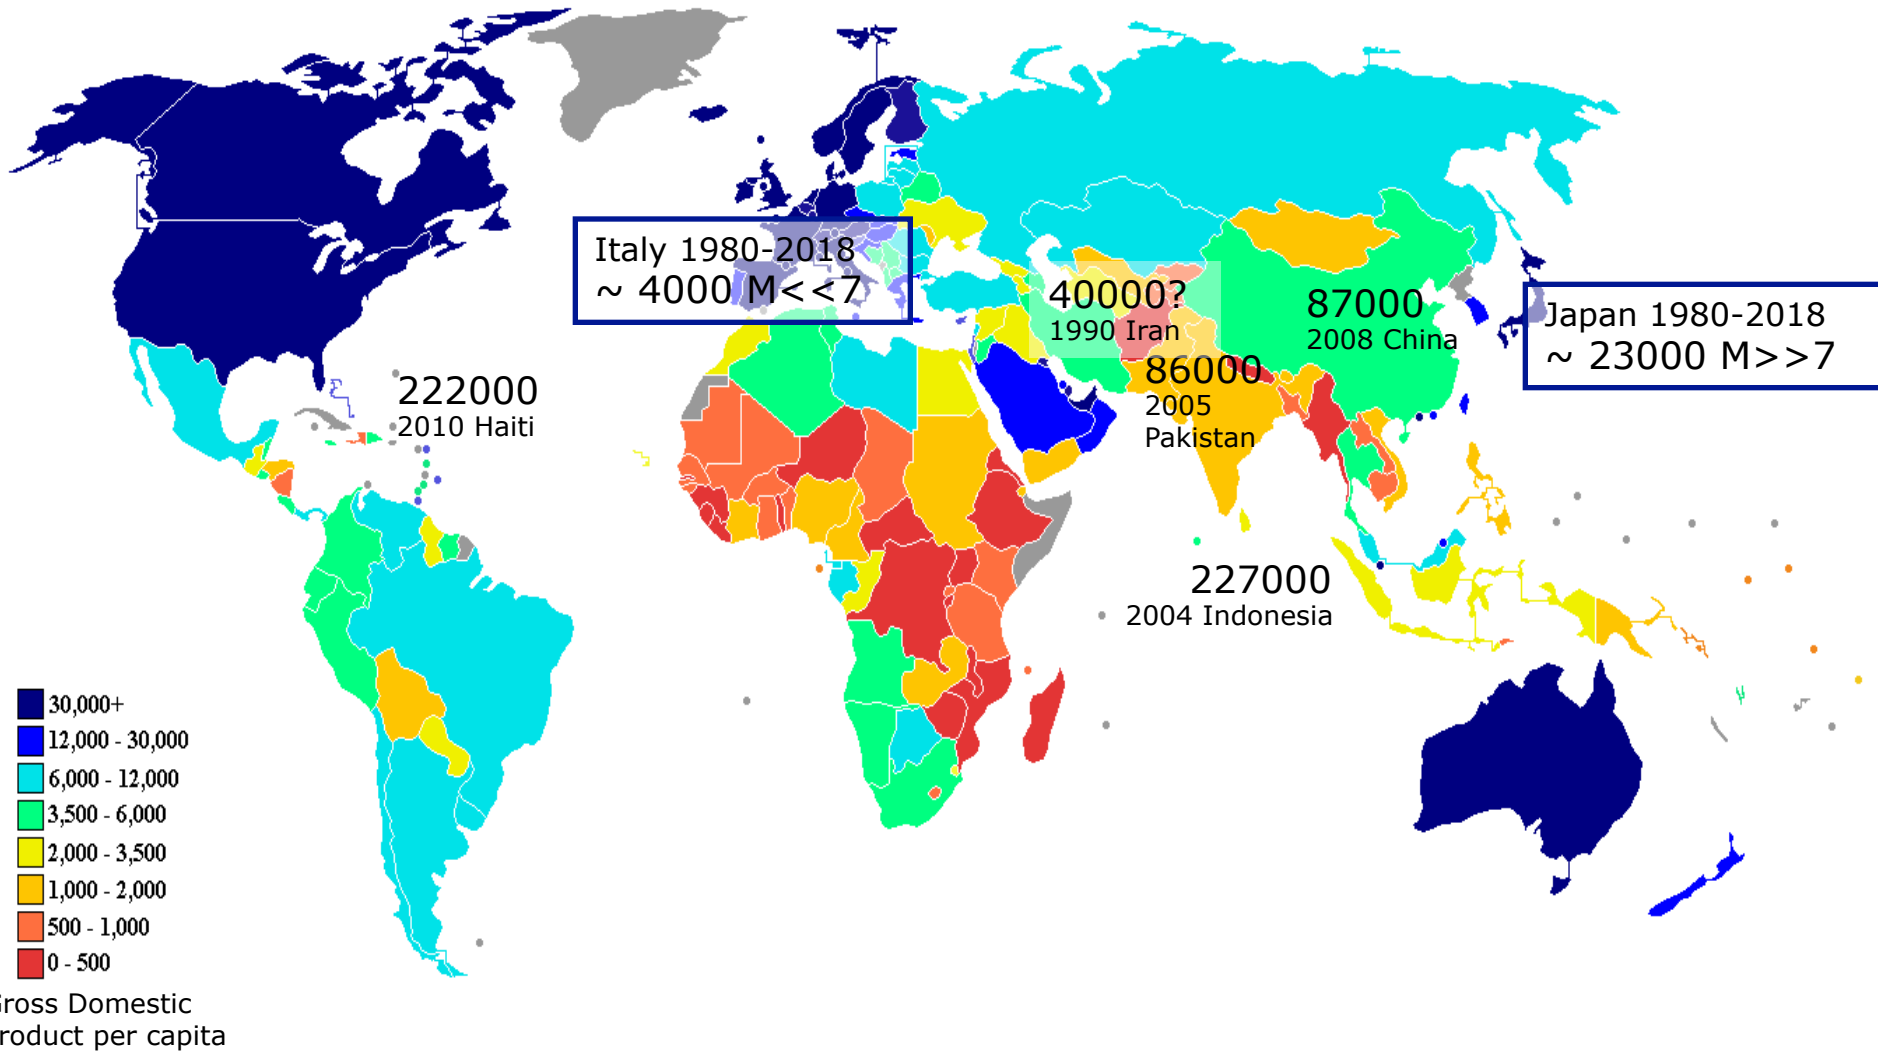 Italy 1980-2018
~ 4000 M<<7
40000?
1990 Iran
87000
2008 China
Japan 1980-2018
~ 23000 M>>7
222000
2010 Haiti
86000
2005
Pakistan
227000
2004 Indonesia
30,000+
12,000 - 30,000
6,000 - 12,000
3,500 - 6,000
2,000 - 3,500
1,000 - 2,000
500 - 1,000
0 - 500
ross Domestic
roduct per capita